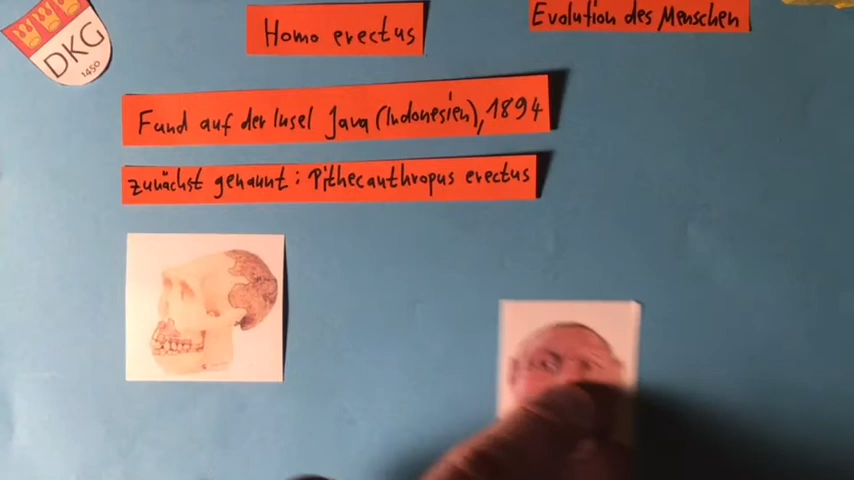 DKG
1450
Homo erectus
Evolution des Menschen
Fund auf der Insel Java (Indonesien), 1894
zunächst genannt: Pithecanthropus erectus